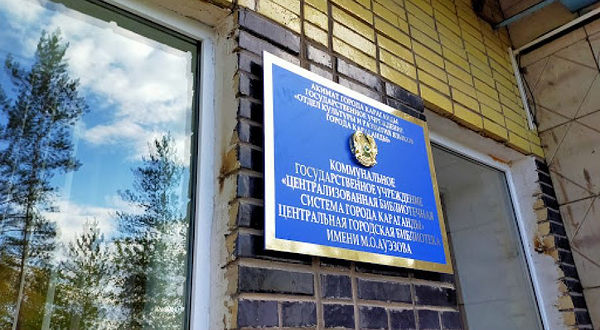 АКИМАТ ГОРОДА КАРАГАНДЫ
ГОСУДАРСТВЕННОЕ УЧРЕЖДЕНИЕ
«ОТДЕЛ КУЛЬТУРЫ И РАЗВИТИЯ ЯЗЫКОВ
ГОРОДА КАРАГАНДЫ»
КОММУНАЛЬНОЕ
ГОСУДАРСТВЕННОЕ УЧРЕЖДЕНИЕ
«ЦЕНТРАЛИЗОВАННАЯ БИБЛИОТЕЧНАЯ
СИСТЕМА ГОРОДА КАРАГАНДЫ»
ЦЕНТРАЛЬНАЯ ГОРОДСКАЯ БИБЛИОТЕКА
ИМЕНИ М.О.АУЭЗОВА